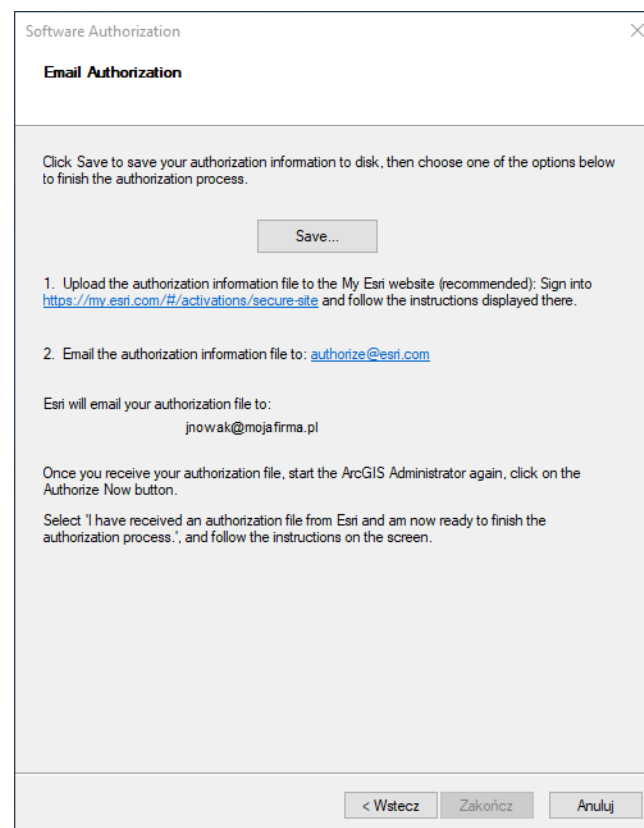 Software Authorization
Email Authorization
Click Save to save your authorization information to disk, then choose one of the options below
to finish the authorization process.
Save...
1. Upload the authorization information file to the My Esri website (recommended): Sign into
https://my.esri.com/#/activations/secure-site and follow the instructions displayed there.
2. Email the authorization information file to: authorize@esri.com
Esri will email your authorization file to:
jnowak@mojafirma.pl
Once you receive your authorization file, start the ArcGIS Administrator again, click on the
Authorize Now button.
Select 'I have received an authorization file from Esri and am now ready to finish the
authorization process.', and follow the instructions on the screen.
< Wstecz
Zakończ
Anuluj